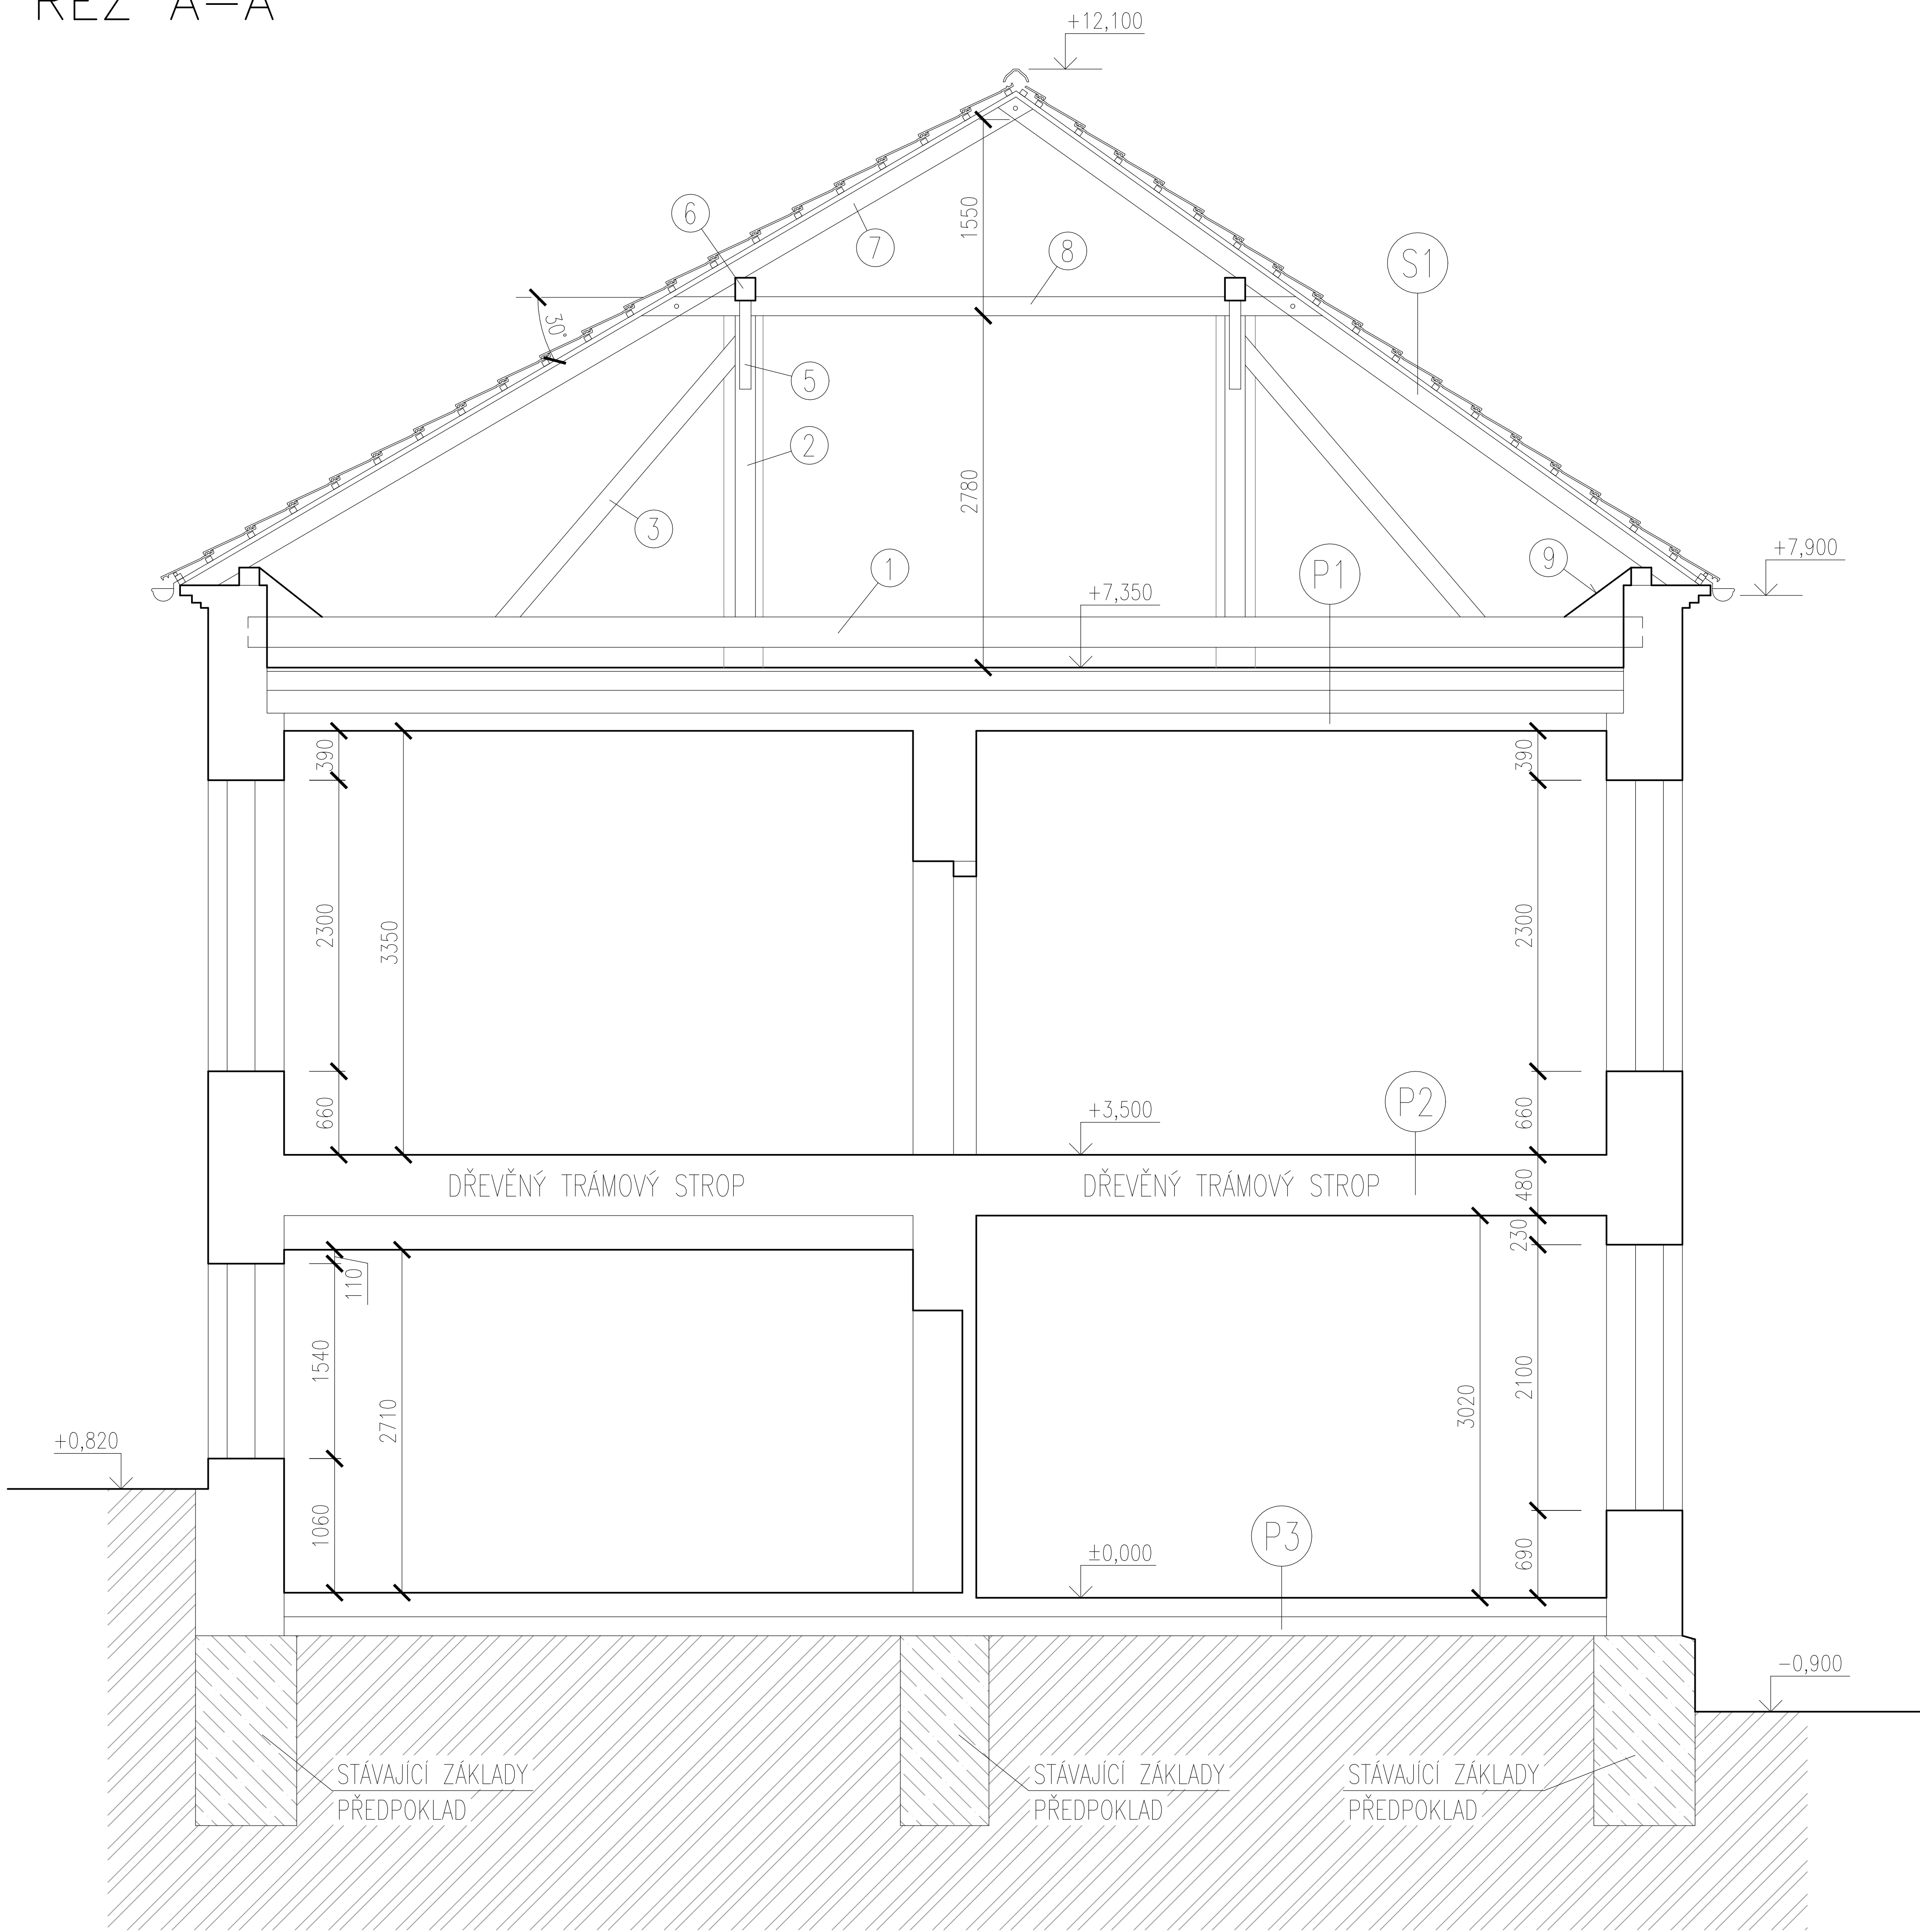 ŘEZ A–A
+12,100
1550
6
7
8
S1
30°
5
2
2780
3
1
P1
9
+7,900
+7,350
390
390
2300
3350
2300
660
+3,500
P2
660
DŘEVĚNÝ TRÁMOVÝ STROP
DŘEVĚNÝ TRÁMOVÝ STROP
480
230
110
1540
2710
3020
2100
+0,820
1060
±0,000
P3
690
-0,900
STÁVAJÍCÍ ZÁKLADY
PŘEDPOKLAD
STÁVAJÍCÍ ZÁKLADY
PŘEDPOKLAD
STÁVAJÍCÍ ZÁKLADY
PŘEDPOKLAD